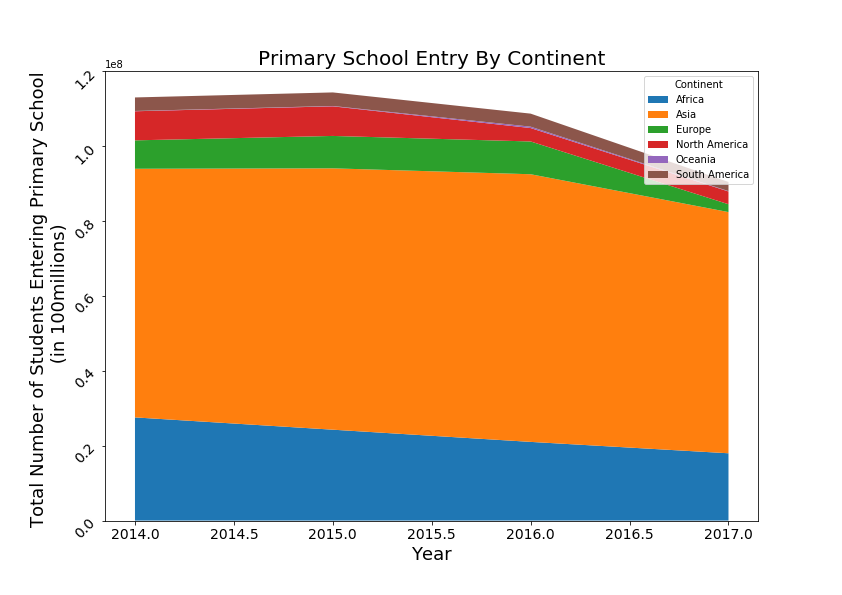 Primary School Entry By Continent
1e8
Total Number of Students Entering Primary School
(in 100millions)
1.2
1.0
0.8
0.6
0.4
0.2
0.0
Continent
Africa
Asia
Europe
North America
Oceania
South America
2014.0 2014.5 2015.0 2015.5 2016.0 2016.5 2017.0
Year